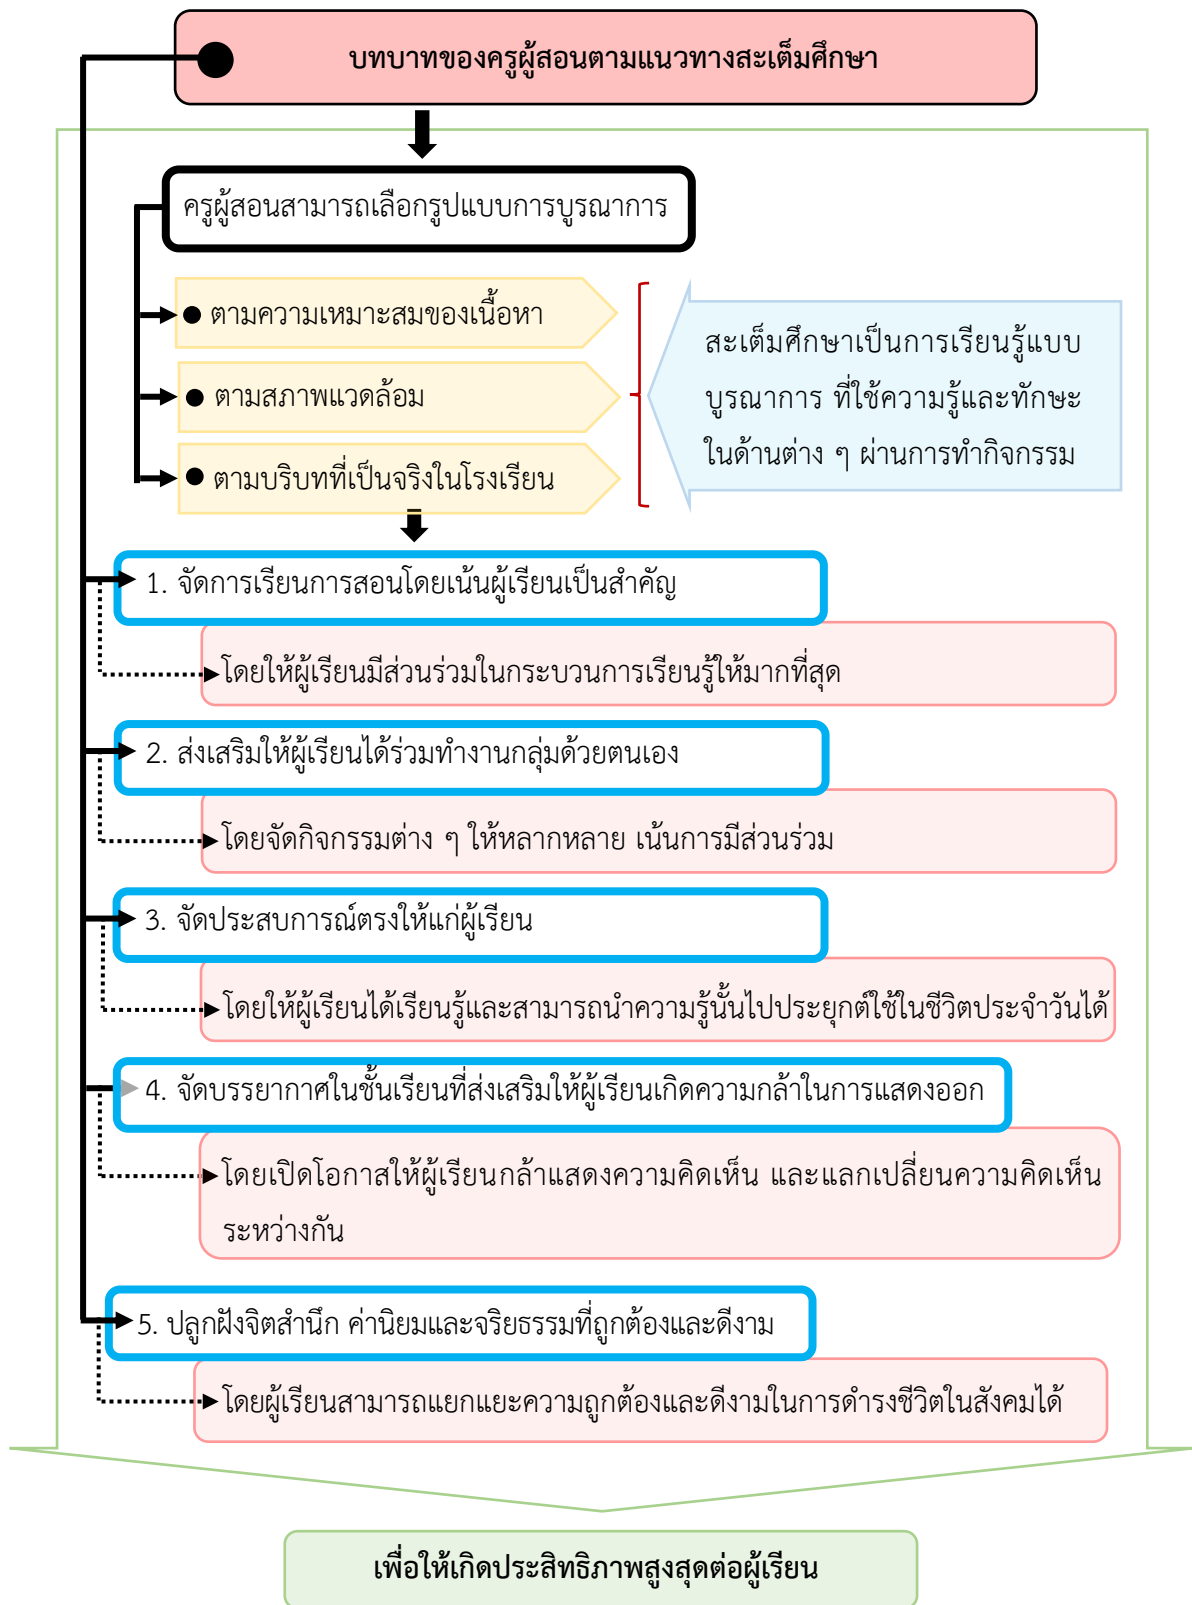 บทบาทของครูผู้สอนตามแนวทางสะเต็มศึกษา
ครูผู้สอนสามารถเลือกรูปแบบการบูรณาการ
● ตามความเหมาะสมของเนื้อหา
● ตามสภาพแวดล้อม
● ตามบริบทที่เป็นจริงในโรงเรียน
สะเต็มศึกษาเป็นการเรียนรู้แบบ
บูรณาการ ที่ใช้ความรู้และทักษะ
ในด้านต่าง ๆ ผ่านการทำกิจกรรม
1. จัดการเรียนการสอนโดยเน้นผู้เรียนเป็นสำคัญ
โดยให้ผู้เรียนมีส่วนร่วมในกระบวนการเรียนรู้ให้มากที่สุด
2. ส่งเสริมให้ผู้เรียนได้ร่วมทำงานกลุ่มด้วยตนเอง
โดยจัดกิจกรรมต่าง ๆ ให้หลากหลาย เน้นการมีส่วนร่วม
3. จัดประสบการณ์ตรงให้แก่ผู้เรียน
โดยให้ผู้เรียนได้เรียนรู้และสามารถนำความรู้นั้นไปประยุกต์ใช้ในชีวิตประจำวันได้
4. จัดบรรยากาศในชั้นเรียนที่ส่งเสริมให้ผู้เรียนเกิดความกล้าในการแสดงออก
โดยเปิดโอกาสให้ผู้เรียนกล้าแสดงความคิดเห็น และแลกเปลี่ยนความคิดเห็น
ระหว่างกัน
5. ปลูกฝังจิตสำนึก ค่านิยมและจริยธรรมที่ถูกต้องและดีงาม
โดยผู้เรียนสามารถแยกแยะความถูกต้องและดีงามในการดำรงชีวิตในสังคมได้
เพื่อให้เกิดประสิทธิภาพสูงสุดต่อผู้เรียน